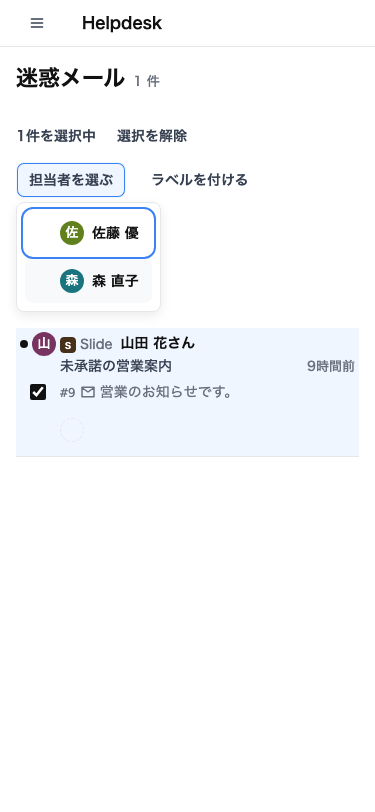 Helpdesk
迷惑メール 1 件
1件を選択中 選択を解除
担当者を選ぶ ラベルを付ける
佐 佐藤 優
森 森 直子
山 s Slide 山田 花さん
未承諾の営業案内 9時間前
#9 営業のお知らせです。